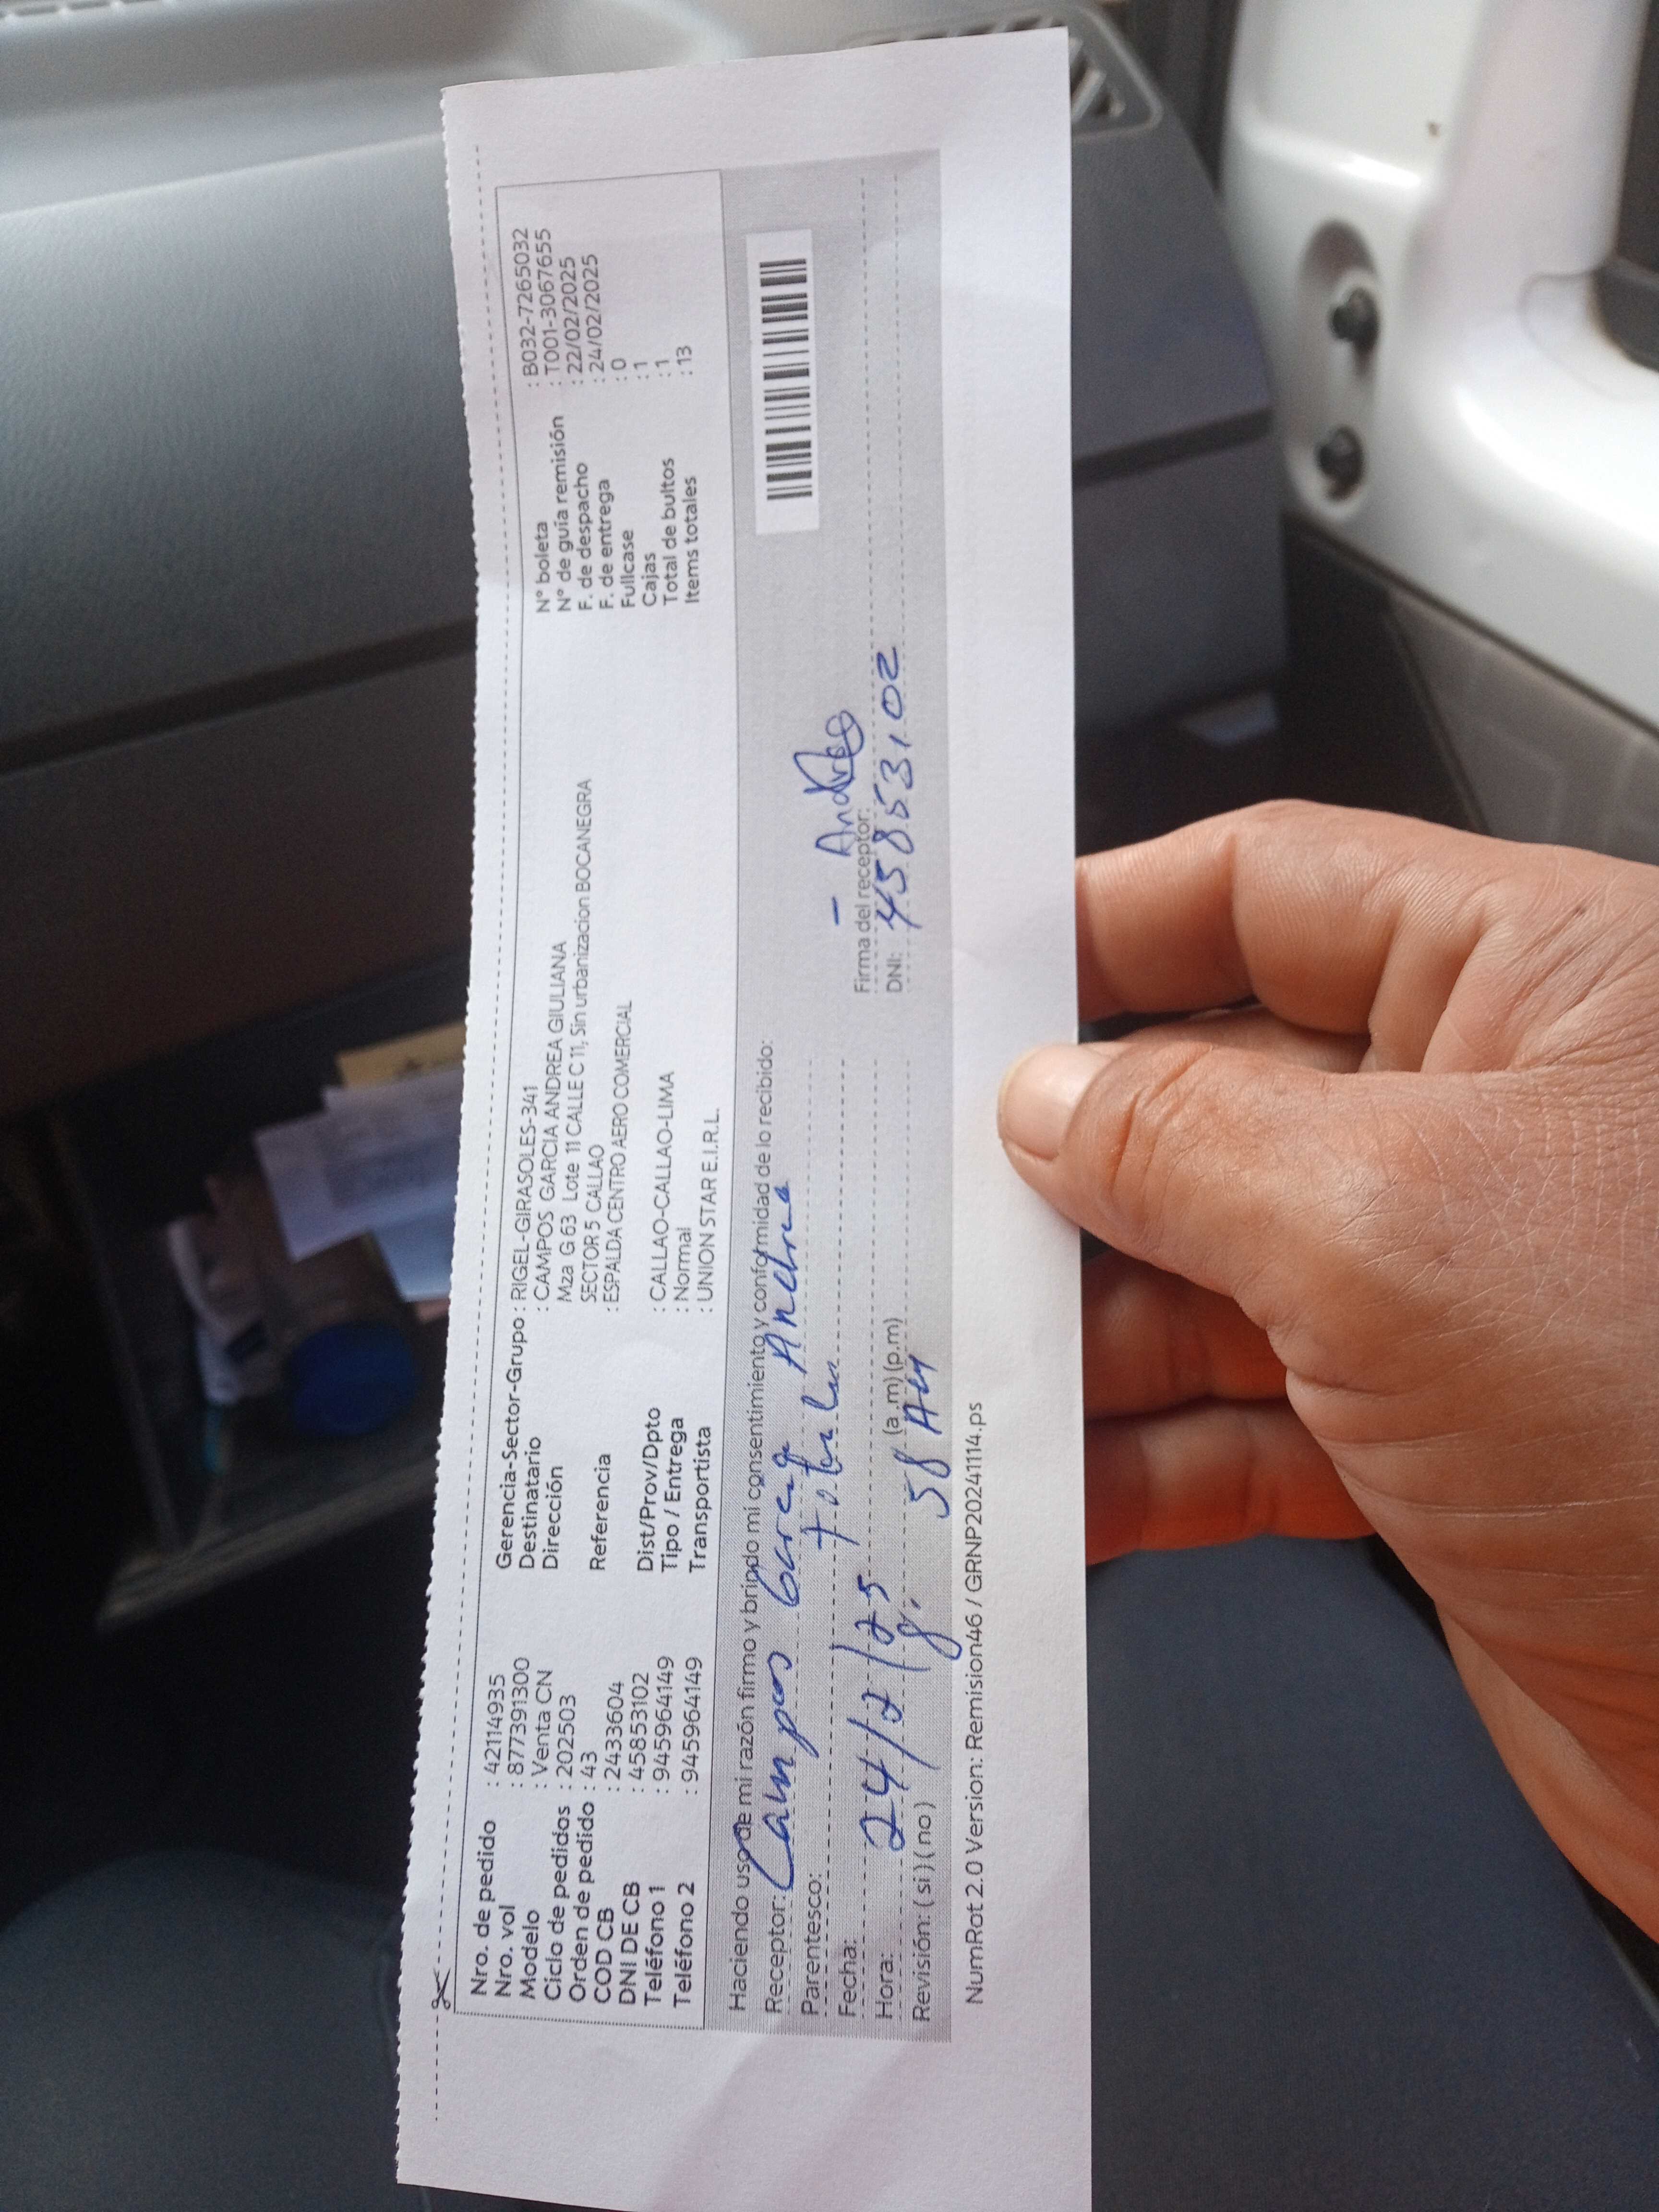 Nro. de pedido : 42114935
Nro. vol : 877391300
Modelo : Venta CN
Ciclo de pedidos : 202503
Orden de pedido : 43
COD CB : 2433604
DNI DE CB : 45853102
Teléfono 1 : 945964149
Teléfono 2 : 945964149
Gerencia-Sector-Grupo : RIGEL-GIRASOLES-341
Destinatario : CAMPOS GARCIA ANDREA GIULIANA
Dirección Mza G 63 Lote 11 CALLE C 11, Sin urbanizacion BOCANEGRA
SECTOR 5 CALLAO
Referencia : ESPALDA CENTRO AERO COMERCIAL
Dist/Prov/Dpto : CALLAO-CALLAO-LIMA
Tipo / Entrega : Normal
Transportista : UNION STAR E.I.R.L.
N° boleta : B032-7265032
N° de guía remisión : T001-3067655
F. de despacho : 22/02/2025
F. de entrega : 24/02/2025
Fullcase : 0
Cajas : 1
Total de bultos : 1
Items totales : 13
Haciendo uso de mi razón firmo y brindo mi consentimiento y conformidad de lo recibido:
Receptor: Campos Garcia Andrea
Parentesco: Titular
Fecha: 24/2/25
Hora: 8:58 AM (a.m) (p.m)
Revisión: ( si ) ( no )
Firma del receptor:
DNI: 45853102
NumRot 2.0 Version: Remision46 / GRNP20241114.ps